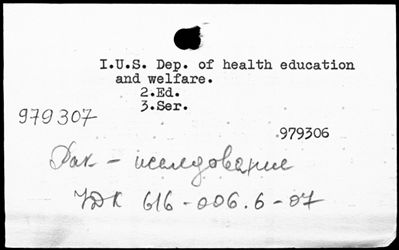 I.U.S. Dep. of health education
and welfare.
2.Ed.
3.Ser.
979307
979306
Рак - исследование
УДК 616-006.6-07